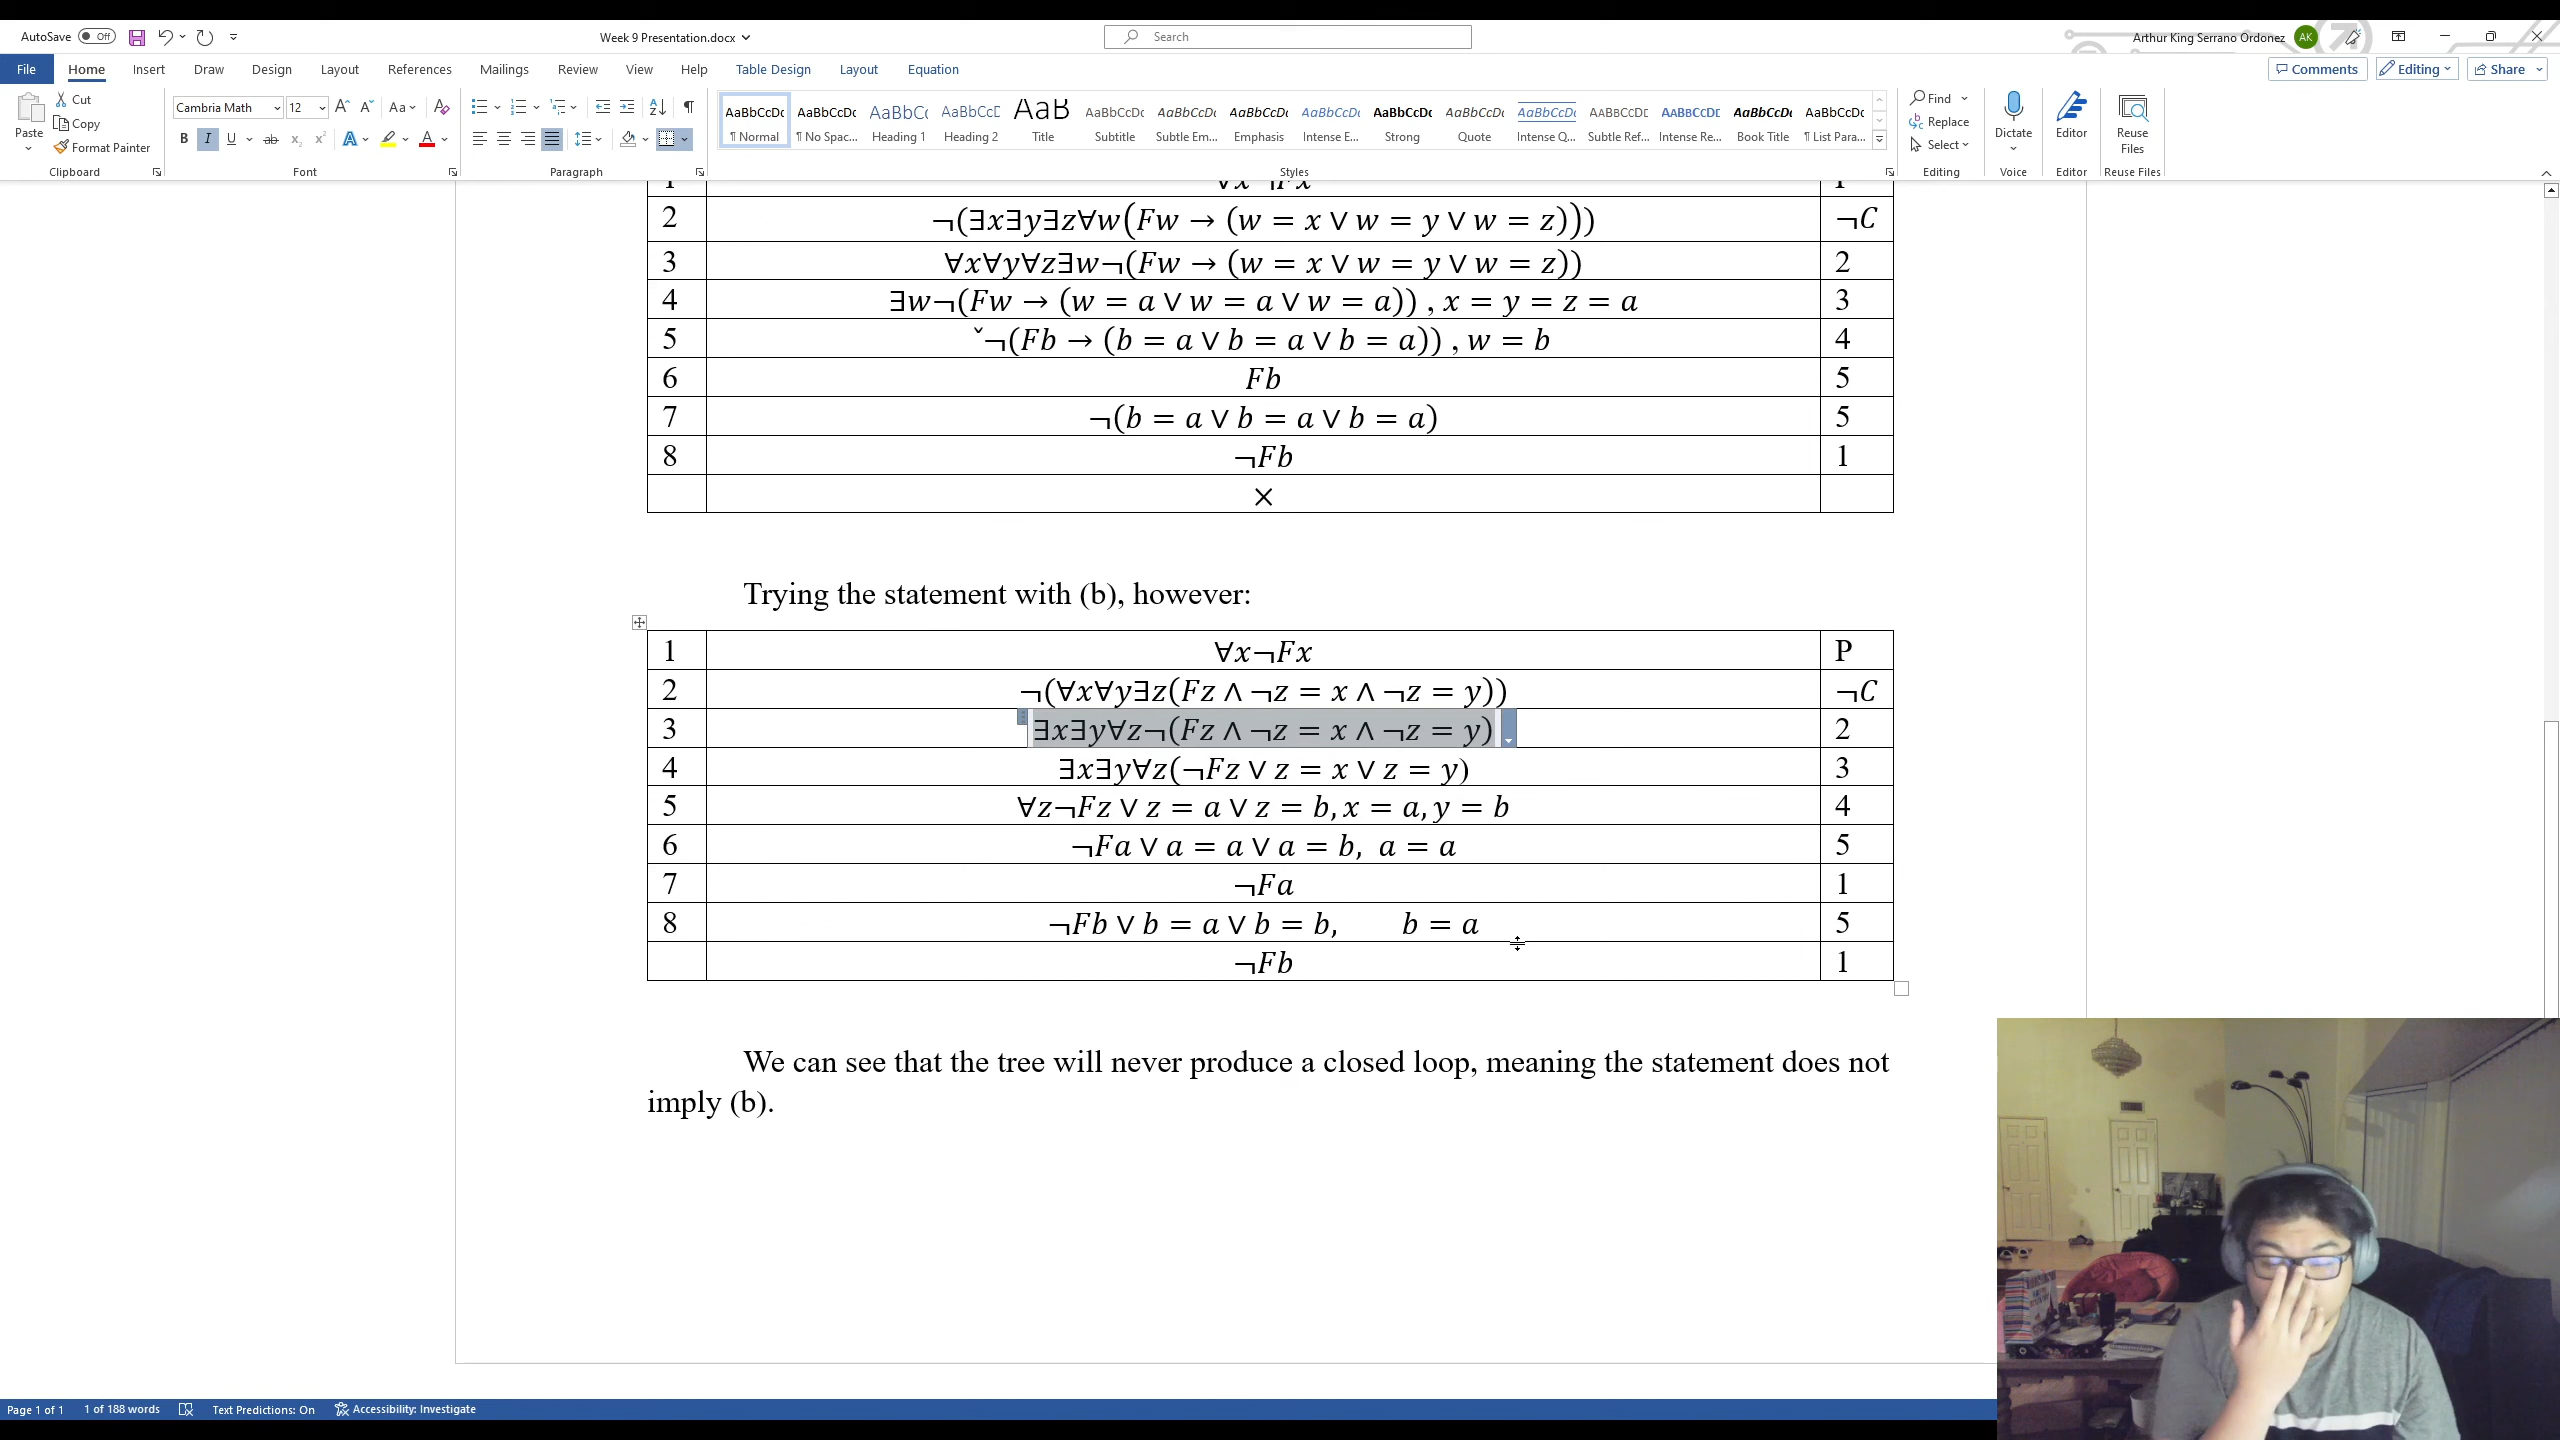 AutoSave Off Week 9 Presentation.docx Search Arthur King Serrano Ordonez AK
File Home Insert Draw Design Layout References Mailings Review View Help Table Design Layout Equation Comments Editing Share
Paste Cut Copy Format Painter Clipboard
Cambria Math 12 Font
Paragraph
AaBbCcDc AaBbCcDc AaBbCc AaBbCcD AaB AaBbCcDc AaBbCcDc AaBbCcDc AaBbCcDc AaBbCcDc AaBbCcDc AaBbCcDc AABBCCDD AABBCCDD AaBbCcDc AaBbCcDc
¶ Normal ¶ No Spac... Heading 1 Heading 2 Title Subtitle Subtle Em... Emphasis Intense E... Strong Quote Intense Q... Subtle Ref... Intense Re... Book Title ¶ List Para...
Styles
Find Replace Select Editing
Dictate Voice
Editor Editor
Reuse Files Reuse Files
1 ∀x¬Fx P
2 ¬(∃x∃y∃z∀w(Fw → (w = x ∨ w = y ∨ w = z))) ¬C
3 ∀x∀y∀z∃w¬(Fw → (w = x ∨ w = y ∨ w = z)) 2
4 ∃w¬(Fw → (w = a ∨ w = a ∨ w = a)) , x = y = z = a 3
5 ˇ¬(Fb → (b = a ∨ b = a ∨ b = a)) , w = b 4
6 Fb 5
7 ¬(b = a ∨ b = a ∨ b = a) 5
8 ¬Fb 1
×
Trying the statement with (b), however:
1 ∀x¬Fx P
2 ¬(∀x∀y∃z(Fz ∧ ¬z = x ∧ ¬z = y)) ¬C
3 ∃x∃y∀z¬(Fz ∧ ¬z = x ∧ ¬z = y) 2
4 ∃x∃y∀z(¬Fz ∨ z = x ∨ z = y) 3
5 ∀z¬Fz ∨ z = a ∨ z = b, x = a, y = b 4
6 ¬Fa ∨ a = a ∨ a = b, a = a 5
7 ¬Fa 1
8 ¬Fb ∨ b = a ∨ b = b, b = a 5
¬Fb 1
We can see that the tree will never produce a closed loop, meaning the statement does not
imply (b).
Page 1 of 1 1 of 188 words Text Predictions: On Accessibility: Investigate